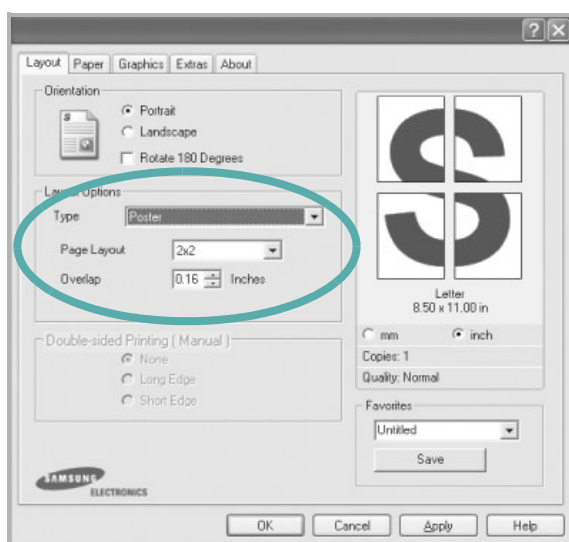 Layout Paper Graphics Extras About
Orientation
S
Portrait
Landscape
Rotate 180 Degrees
Layout Options
Type Poster
Page Layout 2x2
Overlap 0.16 Inches
Double-sided Printing ( Manual )
None
Long Edge
Short Edge
SAMSUNG
ELECTRONICS
S
Letter
8.50 x 11.00 in
mm inch
Copies: 1
Quality: Normal
Favorites
Untitled
Save
OK Cancel Apply Help